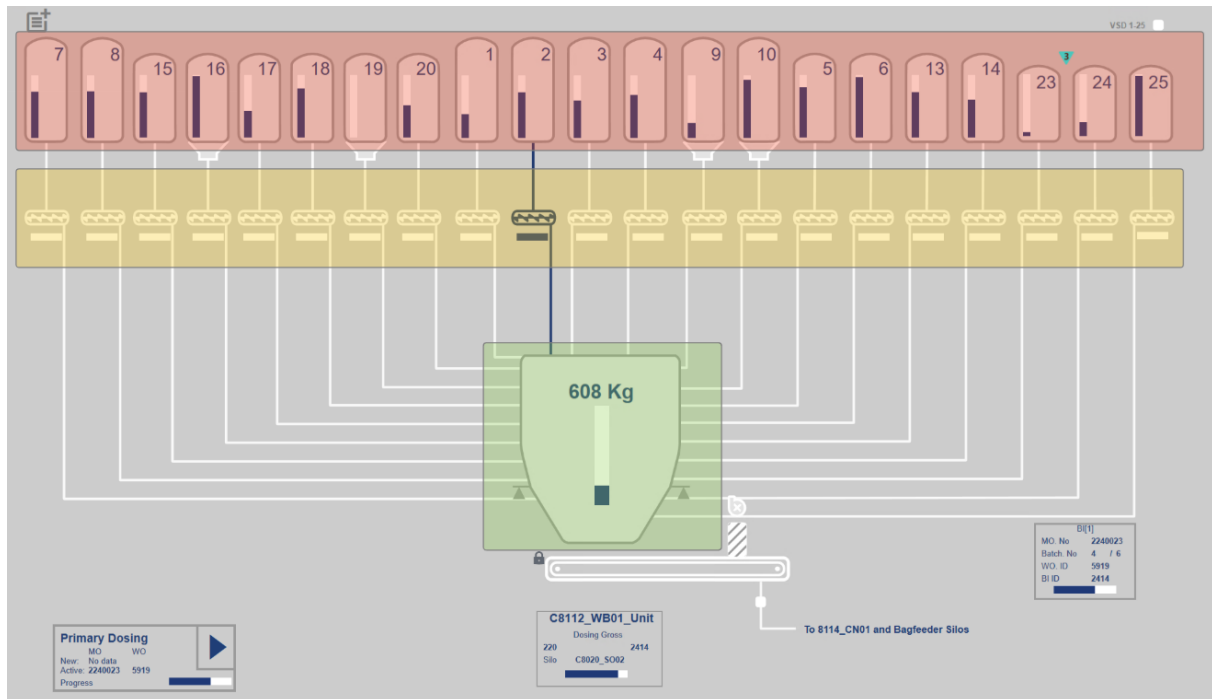 VSD 1-25
7 8 15 16 17 18 19 20 1 2 3 4 9 10 5 6 13 14 23 24 25
3
608 Kg
BI[1]
MO. No 2240023
Batch. No 4 / 6
WO. ID 5919
BI ID 2414
C8112_WB01_Unit
Dosing Gross
220 2414
Silo C8020_SO02
To 8114_CN01 and Bagfeeder Silos
Primary Dosing
MO WO
New: No data
Active: 2240023 5919
Progress